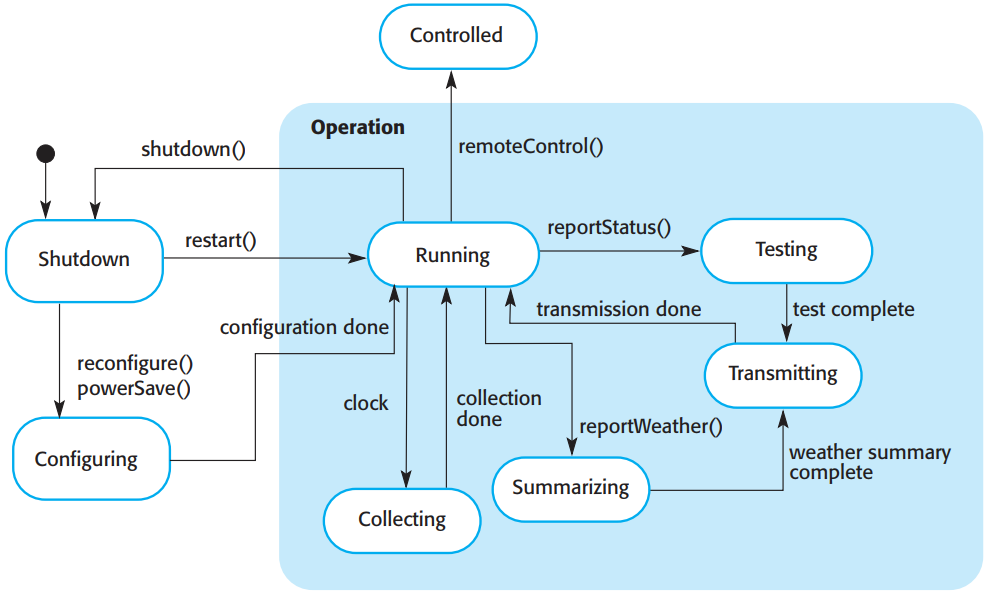 Controlled
Operation
shutdown()
remoteControl()
Shutdown
restart()
Running
reportStatus()
Testing
configuration done
transmission done
test complete
reconfigure()
powerSave()
Transmitting
clock
collection
done
reportWeather()
Configuring
weather summary
complete
Summarizing
Collecting